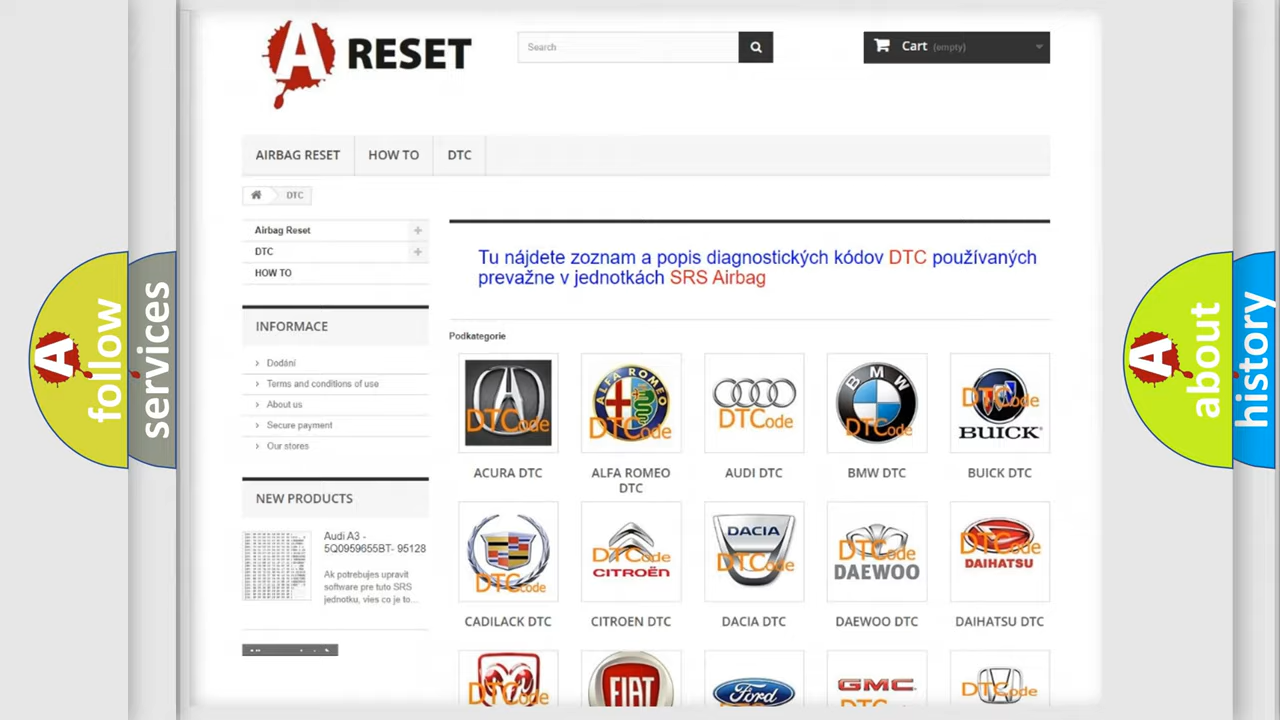 A RESET
Search
Cart (empty)
AIRBAG RESET
HOW TO
DTC
DTC
Airbag Reset
DTC
HOW TO
Tu nájdete zoznam a popis diagnostických kódov DTC používaných
prevažne v jednotkách SRS Airbag
INFORMACE
Dodání
Terms and conditions of use
About us
Secure payment
Our stores
NEW PRODUCTS
Audi A3 -
5Q0959655BT- 95128
Ak potrebujes upravit
software pre tuto SRS
jednotku, vies co je to...
Podkategorie
DTCode
ALFA ROMEO
DTCode
DTCode
BMW
DTCode
DTCode
BUICK
ACURA DTC
ALFA ROMEO
DTC
AUDI DTC
BMW DTC
BUICK DTC
DTCode
DTCode
CITROËN
DACIA
DTCode
DTCode
DAEWOO
DTCode
DAIHATSU
CADILACK DTC
CITROEN DTC
DACIA DTC
DAEWOO DTC
DAIHATSU DTC
DTCode
FIAT
Ford
GMC
DTCode
A follow
services
A about
history